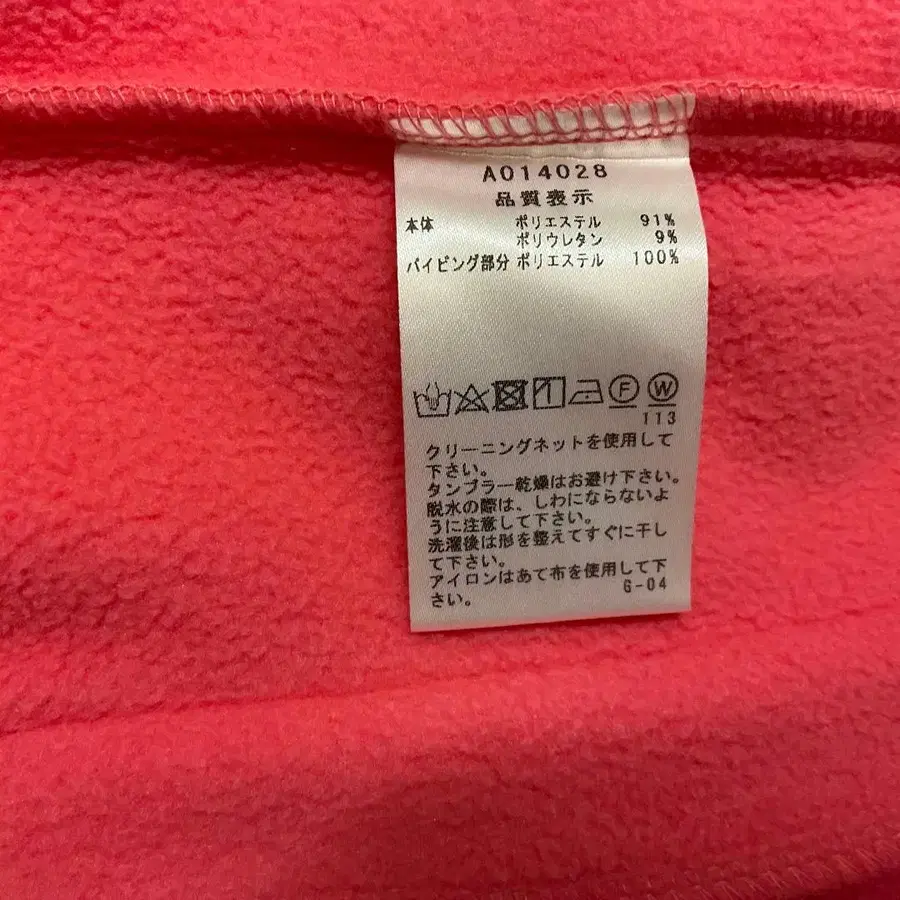 A014028
品質表示
本体 ポリエステル 91%
ポリウレタン 9%
パイピング部分 ポリエステル 100%
F W
113
クリーニングネットを使用して
下さい。
タンブラー乾燥はお避け下さい。
脱水の際は、しわにならないよ
うに注意して下さい。
洗濯後は形を整えてすぐに干し
て下さい。
アイロンはあて布を使用して下
さい。 G-04